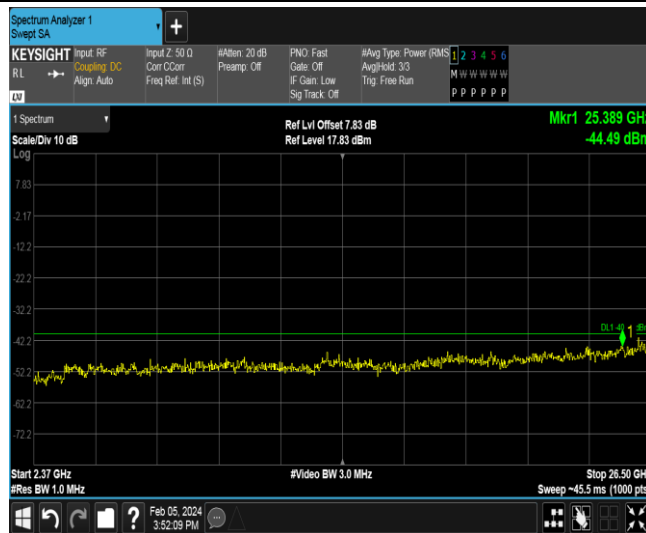 Spectrum Analyzer 1
Swept SA
+
KEYSIGHT
RL
Input: RF
Coupling: DC
Align: Auto
Input Z: 50 Ω
Corr CCorr
Freq Ref: Int (S)
#Atten: 20 dB
Preamp: Off
PNO: Fast
Gate: Off
IF Gain: Low
Sig Track: Off
#Avg Type: Power (RMS
Avg|Hold: 3/3
Trig: Free Run
1 2 3 4 5 6
M W W W W W
P P P P P P
1 Spectrum
Scale/Div 10 dB
Log
Ref Lvl Offset 7.83 dB
Ref Level 17.83 dBm
Mkr1 25.389 GHz
-44.49 dBm
7.83
-2.17
-12.2
-22.2
-32.2
-42.2
-52.2
-62.2
-72.2
1
Start 2.37 GHz
#Res BW 1.0 MHz
#Video BW 3.0 MHz
Stop 26.50 GHz
Sweep ~45.5 ms (1000 pts)
?
Feb 05, 2024
3:52:09 PM